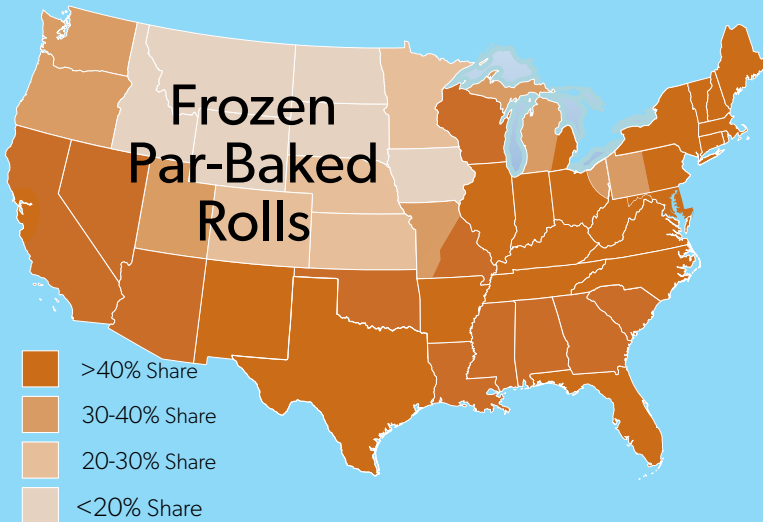 Frozen
Par-Baked
Rolls
>40% Share
30-40% Share
20-30% Share
<20% Share